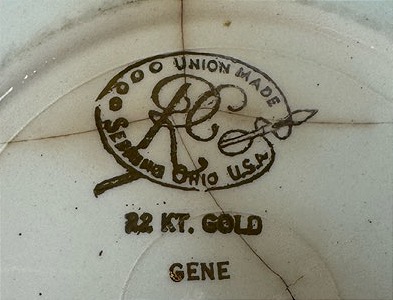 UNION MADE
RC
SEBRING OHIO U.S.A.
22 KT. GOLD
GENE